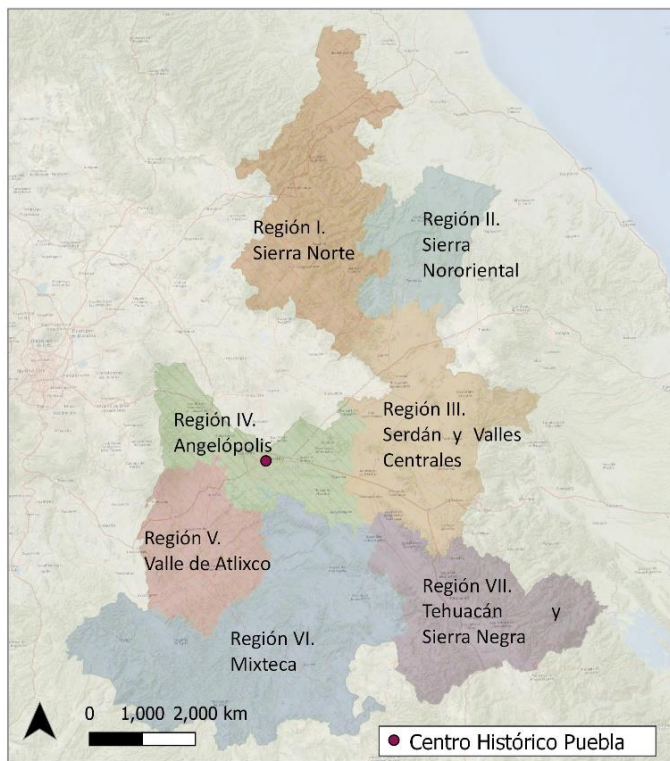 Región I.
Sierra Norte
Región II.
Sierra
Nororiental
Región III.
Serdán y Valles
Centrales
Región IV.
Angelópolis
Región V.
Valle de Atlixco
Región VI.
Mixteca
Región VII.
Tehuacán y
Sierra Negra
0 1,000 2,000 km
Centro Histórico Puebla